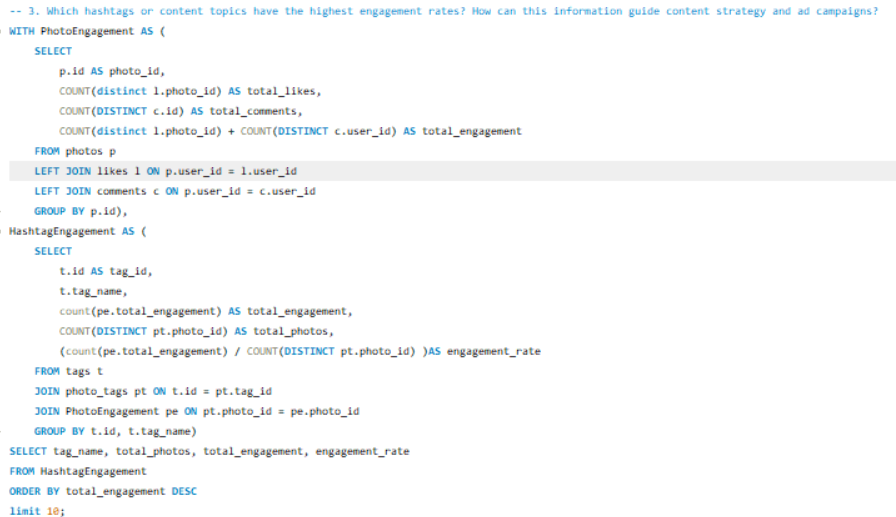 -- 3. Which hashtags or content topics have the highest engagement rates? How can this information guide content strategy and ad campaigns?
WITH PhotoEngagement AS (
SELECT
p.id AS photo_id,
COUNT(distinct l.photo_id) AS total_likes,
COUNT(DISTINCT c.id) AS total_comments,
COUNT(distinct l.photo_id) + COUNT(DISTINCT c.user_id) AS total_engagement
FROM photos p
LEFT JOIN likes l ON p.user_id = l.user_id
LEFT JOIN comments c ON p.user_id = c.user_id
GROUP BY p.id),
HashtagEngagement AS (
SELECT
t.id AS tag_id,
t.tag_name,
count(pe.total_engagement) AS total_engagement,
COUNT(DISTINCT pt.photo_id) AS total_photos,
(count(pe.total_engagement) / COUNT(DISTINCT pt.photo_id) )AS engagement_rate
FROM tags t
JOIN photo_tags pt ON t.id = pt.tag_id
JOIN PhotoEngagement pe ON pt.photo_id = pe.photo_id
GROUP BY t.id, t.tag_name)
SELECT tag_name, total_photos, total_engagement, engagement_rate
FROM HashtagEngagement
ORDER BY total_engagement DESC
limit 10;